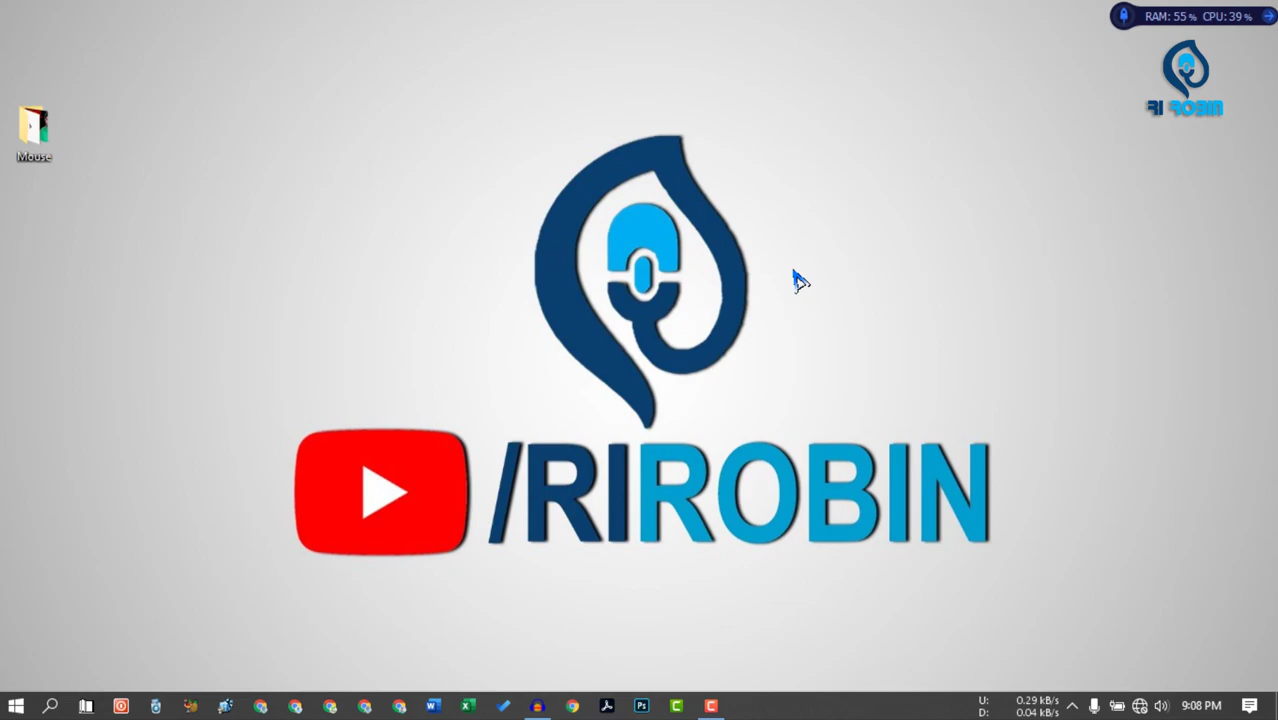 RAM: 55 % CPU: 39 %
RI ROBIN
Mouse
/RIROBIN
U: 0.29 kB/s
D: 0.04 kB/s
9:08 PM